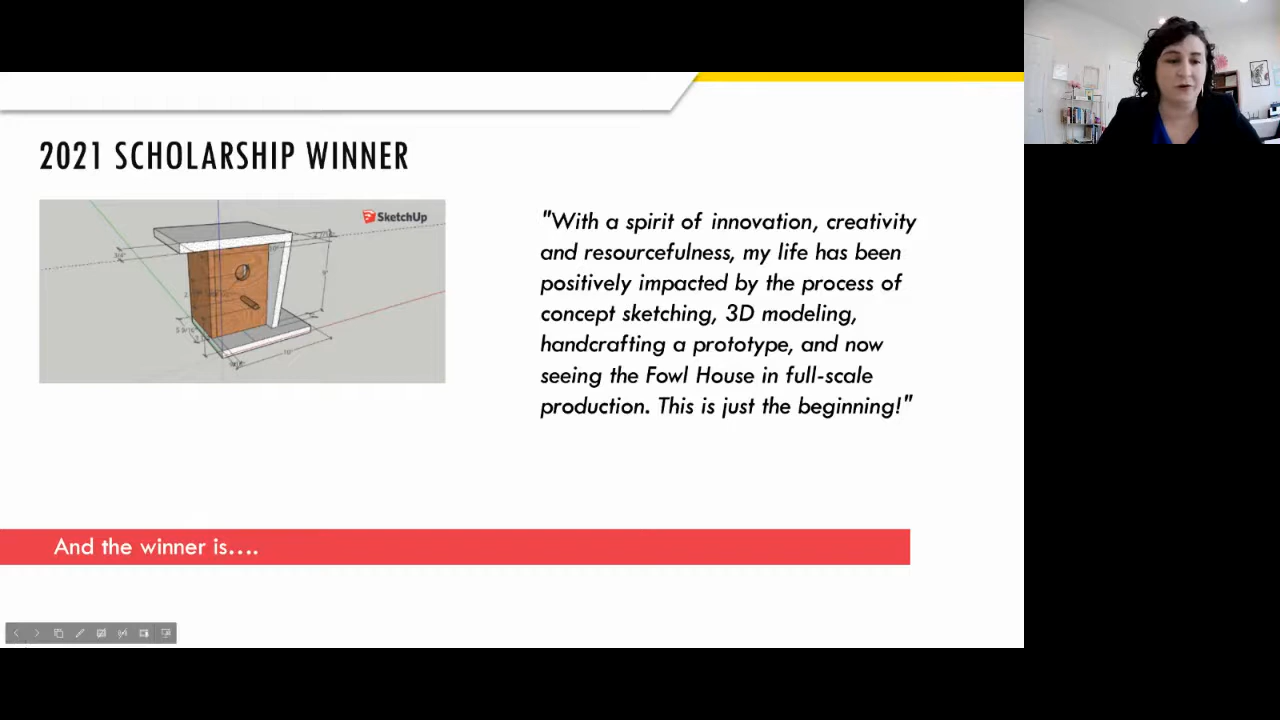 2021 SCHOLARSHIP WINNER
SketchUp
"With a spirit of innovation, creativity
and resourcefulness, my life has been
positively impacted by the process of
concept sketching, 3D modeling,
handcrafting a prototype, and now
seeing the Fowl House in full-scale
production. This is just the beginning!"
And the winner is....